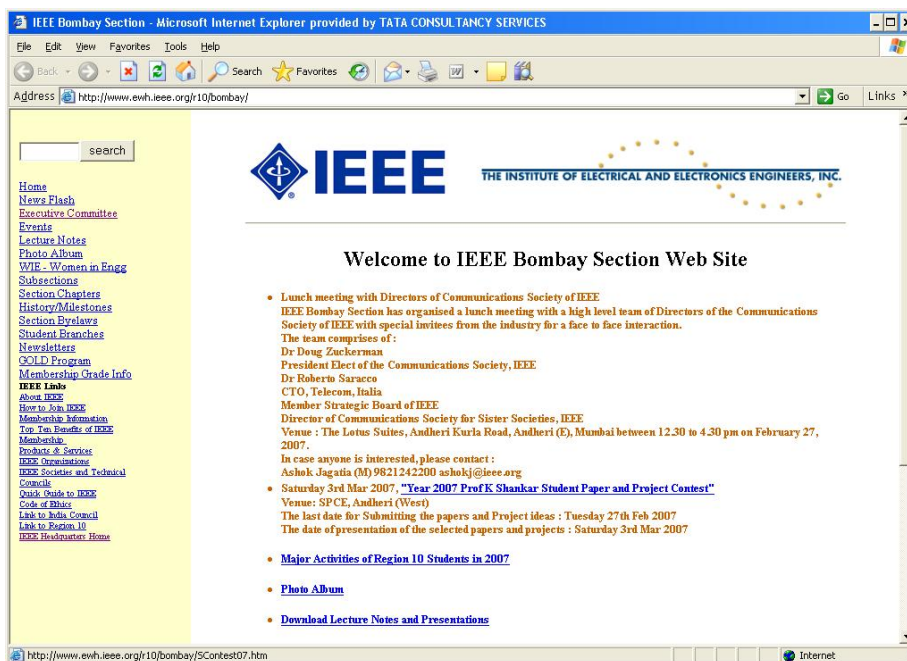 IEEE Bombay Section - Microsoft Internet Explorer provided by TATA CONSULTANCY SERVICES
File Edit View Favorites Tools Help
Back Search Favorites
Address http://www.ewh.ieee.org/r10/bombay/ Go Links »
search
Home
News Flash
Executive Committee
Events
Lecture Notes
Photo Album
WIE - Women in Engg
Subsections
Section Chapters
History/Milestones
Section Byelaws
Student Branches
Newsletters
GOLD Program
Membership Grade Info
IEEE Links
About IEEE
How to Join IEEE
Membership Information
Top Ten Benefits of IEEE
Membership
Products & Services
IEEE Organizations
IEEE Societies and Technical
Councils
Quick Guide to IEEE
Code of Ethics
Link to India Council
Link to Region 10
IEEE Headquarters Home
IEEE
THE INSTITUTE OF ELECTRICAL AND ELECTRONICS ENGINEERS, INC.
Welcome to IEEE Bombay Section Web Site
Lunch meeting with Directors of Communications Society of IEEE
IEEE Bombay Section has organised a lunch meeting with a high level team of Directors of the Communications
Society of IEEE with special invitees from the industry for a face to face interaction.
The team comprises of :
Dr Doug Zuckerman
President Elect of the Communications Society, IEEE
Dr Roberto Saracco
CTO, Telecom, Italia
Member Strategic Board of IEEE
Director of Communications Society for Sister Societies, IEEE
Venue : The Lotus Suites, Andheri Kurla Road, Andheri (E), Mumbai between 12.30 to 4.30 pm on February 27,
2007.
In case anyone is interested, please contact :
Ashok Jagatia (M) 9821242200 ashokj@ieee.org
Saturday 3rd Mar 2007, "Year 2007 Prof K Shankar Student Paper and Project Contest"
Venue: SPCE, Andheri (West)
The last date for Submitting the papers and Project ideas : Tuesday 27th Feb 2007
The date of presentation of the selected papers and projects : Saturday 3rd Mar 2007
Major Activities of Region 10 Students in 2007
Photo Album
Download Lecture Notes and Presentations
http://www.ewh.ieee.org/r10/bombay/SContest07.htm Internet